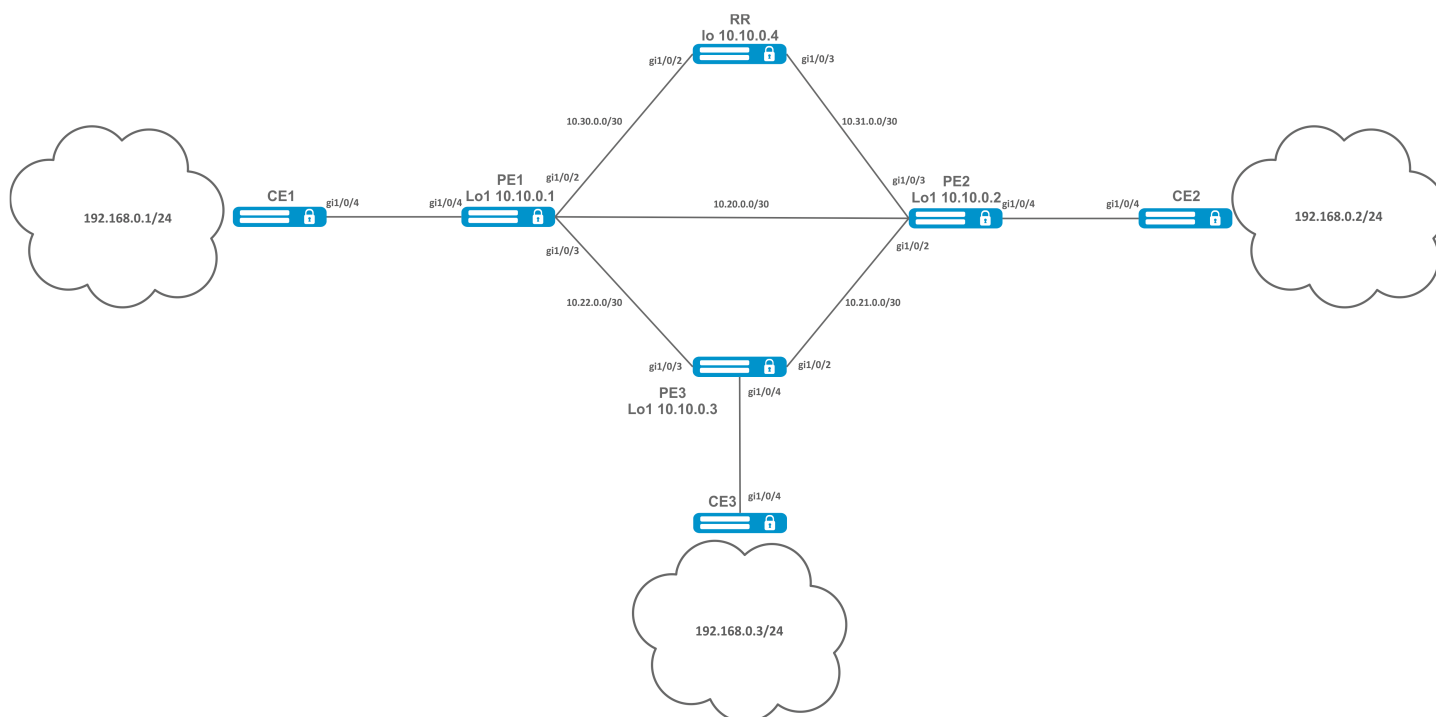 RR
lo 10.10.0.4
gi1/0/2
gi1/0/3
10.30.0.0/30
10.31.0.0/30
gi1/0/2
gi1/0/3
CE1
gi1/0/4
192.168.0.1/24
PE1
Lo1 10.10.0.1
gi1/0/4
10.20.0.0/30
PE2
Lo1 10.10.0.2
gi1/0/4
gi1/0/4
CE2
192.168.0.2/24
gi1/0/3
gi1/0/2
10.22.0.0/30
10.21.0.0/30
gi1/0/3
gi1/0/2
PE3
Lo1 10.10.0.3
gi1/0/4
CE3
gi1/0/4
192.168.0.3/24